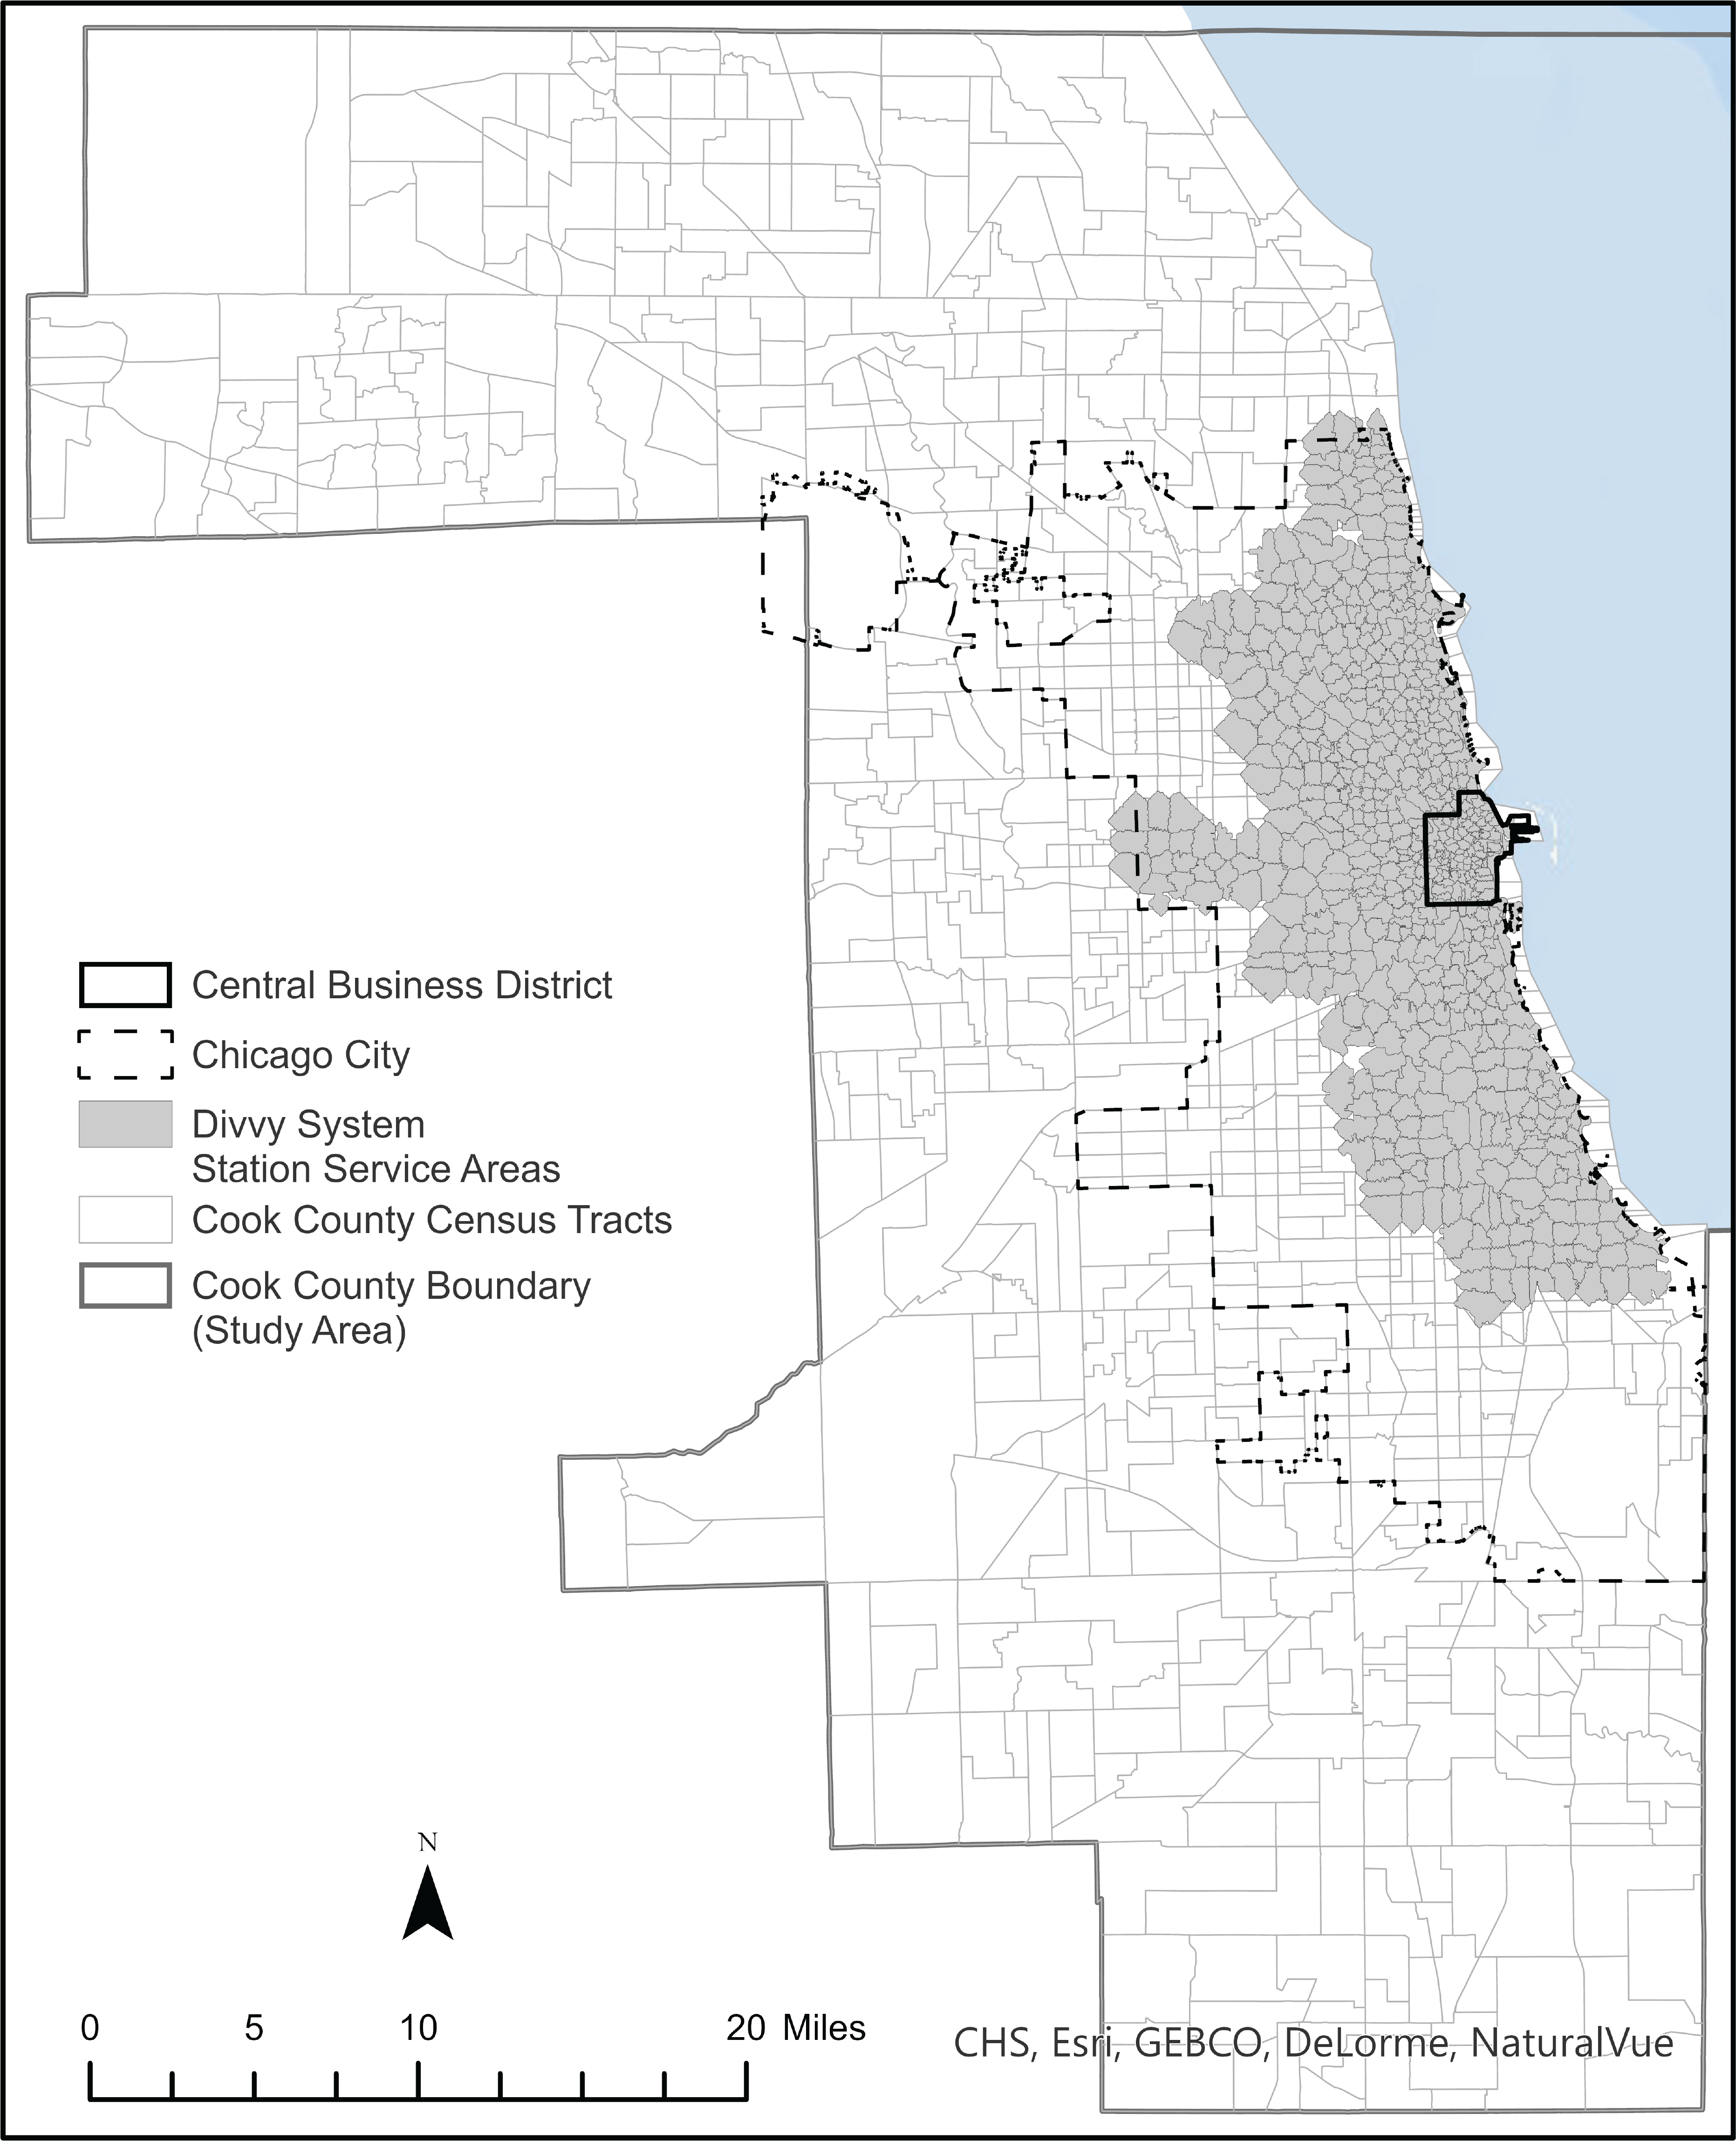 Central Business District
Chicago City
Divvy System
Station Service Areas
Cook County Census Tracts
Cook County Boundary
(Study Area)
N
0 5 10 20 Miles
CHS, Esri, GEBCO, DeLorme, NaturalVue